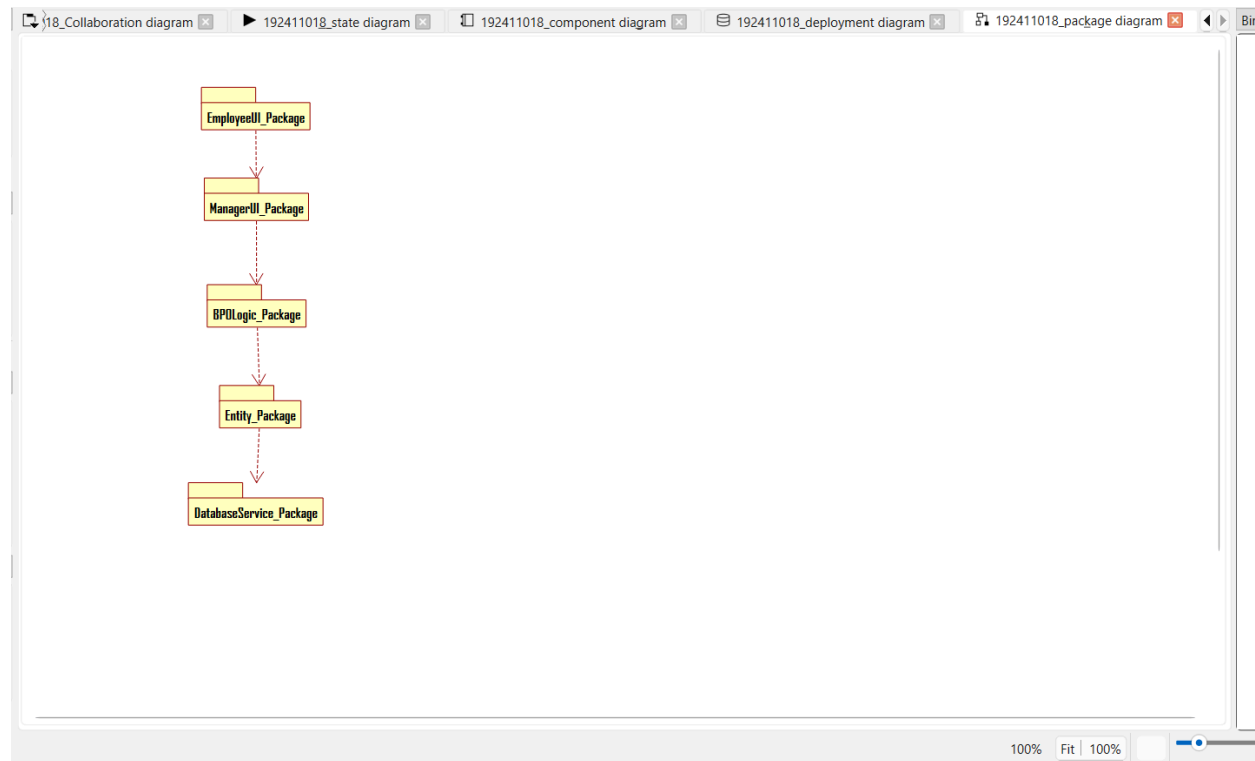 18_Collaboration diagram
192411018_state diagram
192411018_component diagram
192411018_deployment diagram
192411018_package diagram
EmployeeUI_Package
ManagerUI_Package
BPOLogic_Package
Entity_Package
DatabaseService_Package
100% Fit 100%